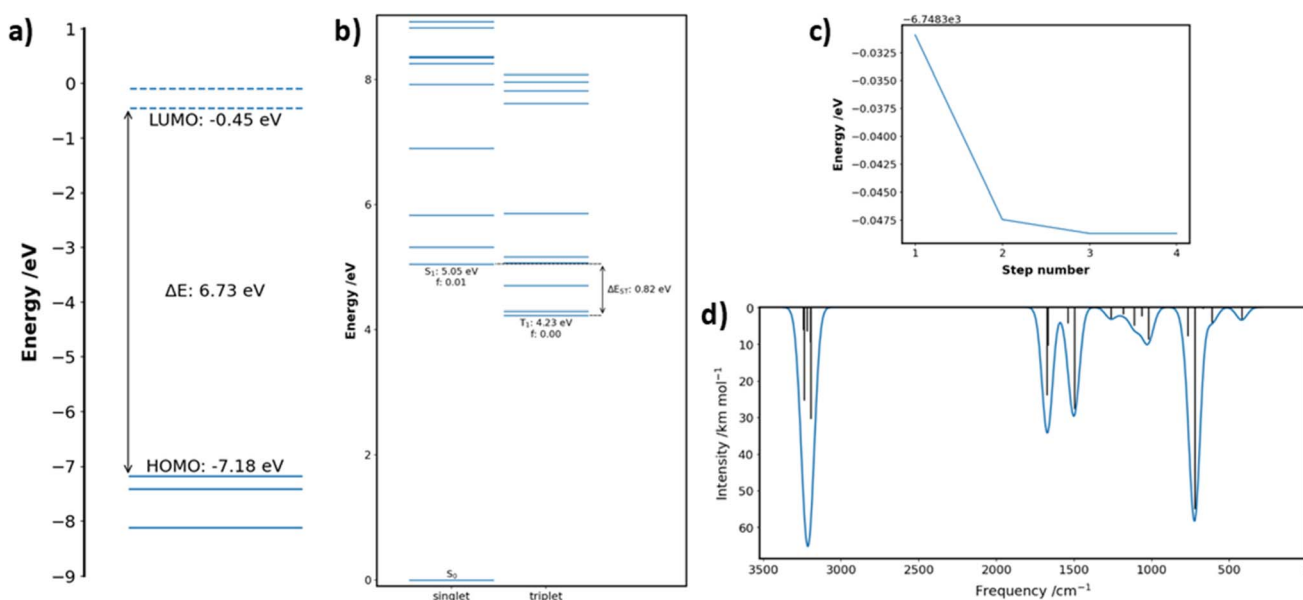 a)
1
0
−1
−2
−3
−4
−5
−6
−7
−8
−9
Energy /eV
LUMO: -0.45 eV
ΔE: 6.73 eV
HOMO: -7.18 eV
b)
8
6
4
2
0
Energy /eV
S₁: 5.05 eV
f: 0.01
T₁: 4.23 eV
f: 0.00
ΔE_ST: 0.82 eV
S₀
singlet
triplet
c)
−6.7483e3
−0.0325
−0.0350
−0.0375
−0.0400
−0.0425
−0.0450
−0.0475
Energy /eV
1 2 3 4
Step number
d)
0
10
20
30
40
50
60
Intensity /km mol⁻¹
3500 3000 2000 1500 1000 500
Frequency /cm⁻¹